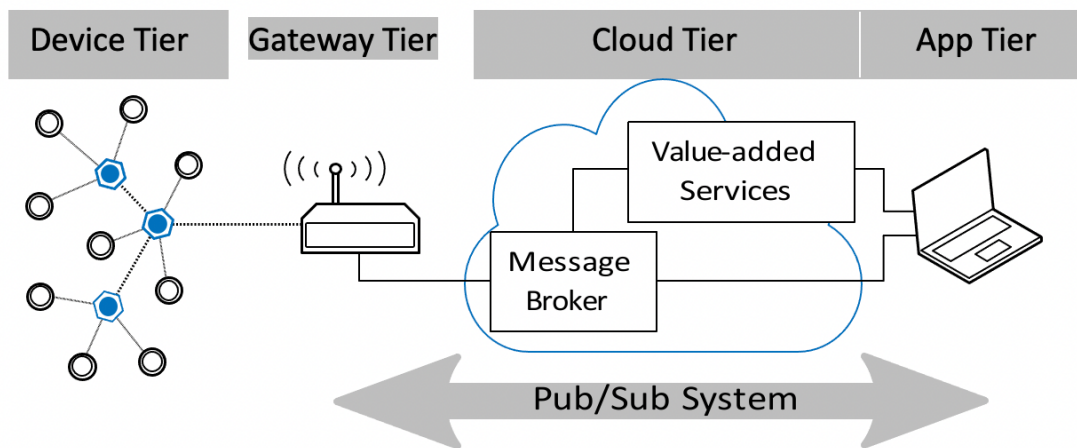 Device Tier
Gateway Tier
Cloud Tier
App Tier
Value-added
Services
Message
Broker
Pub/Sub System